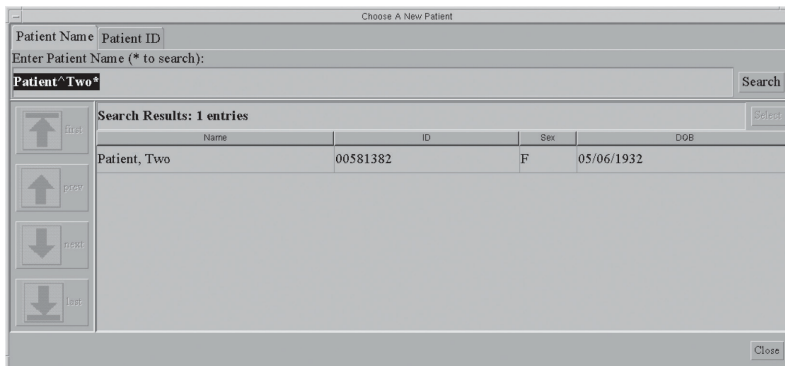 Choose A New Patient
Patient Name Patient ID
Enter Patient Name (* to search):
Patient^Two* Search
first Search Results: 1 entries Select
Name ID Sex DOB
Patient, Two 00581382 F 05/06/1932
prev
next
last
Close